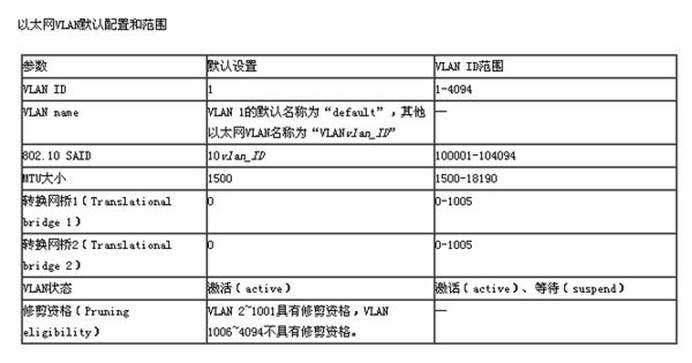 以太网VLAN默认配置和范围
参数 默认设置 VLAN ID范围
VLAN ID 1 1-4094
VLAN name VLAN 1的默认名称为“default”,其他 —
以太网VLAN名称为“VLANvlan_ID”
802.10 SAID 10vlan_ID 100001-104094
MTU大小 1500 1500-18190
转换网桥1(Translational 0 0-1005
bridge 1)
转换网桥2(Translational 0 0-1005
bridge 2)
VLAN状态 激活(active) 激话(active)、等待(suspend)
修剪资格(Pruning VLAN 2~1001具有修剪资格,VLAN —
eligibility) 1006~4094不具有修剪资格。